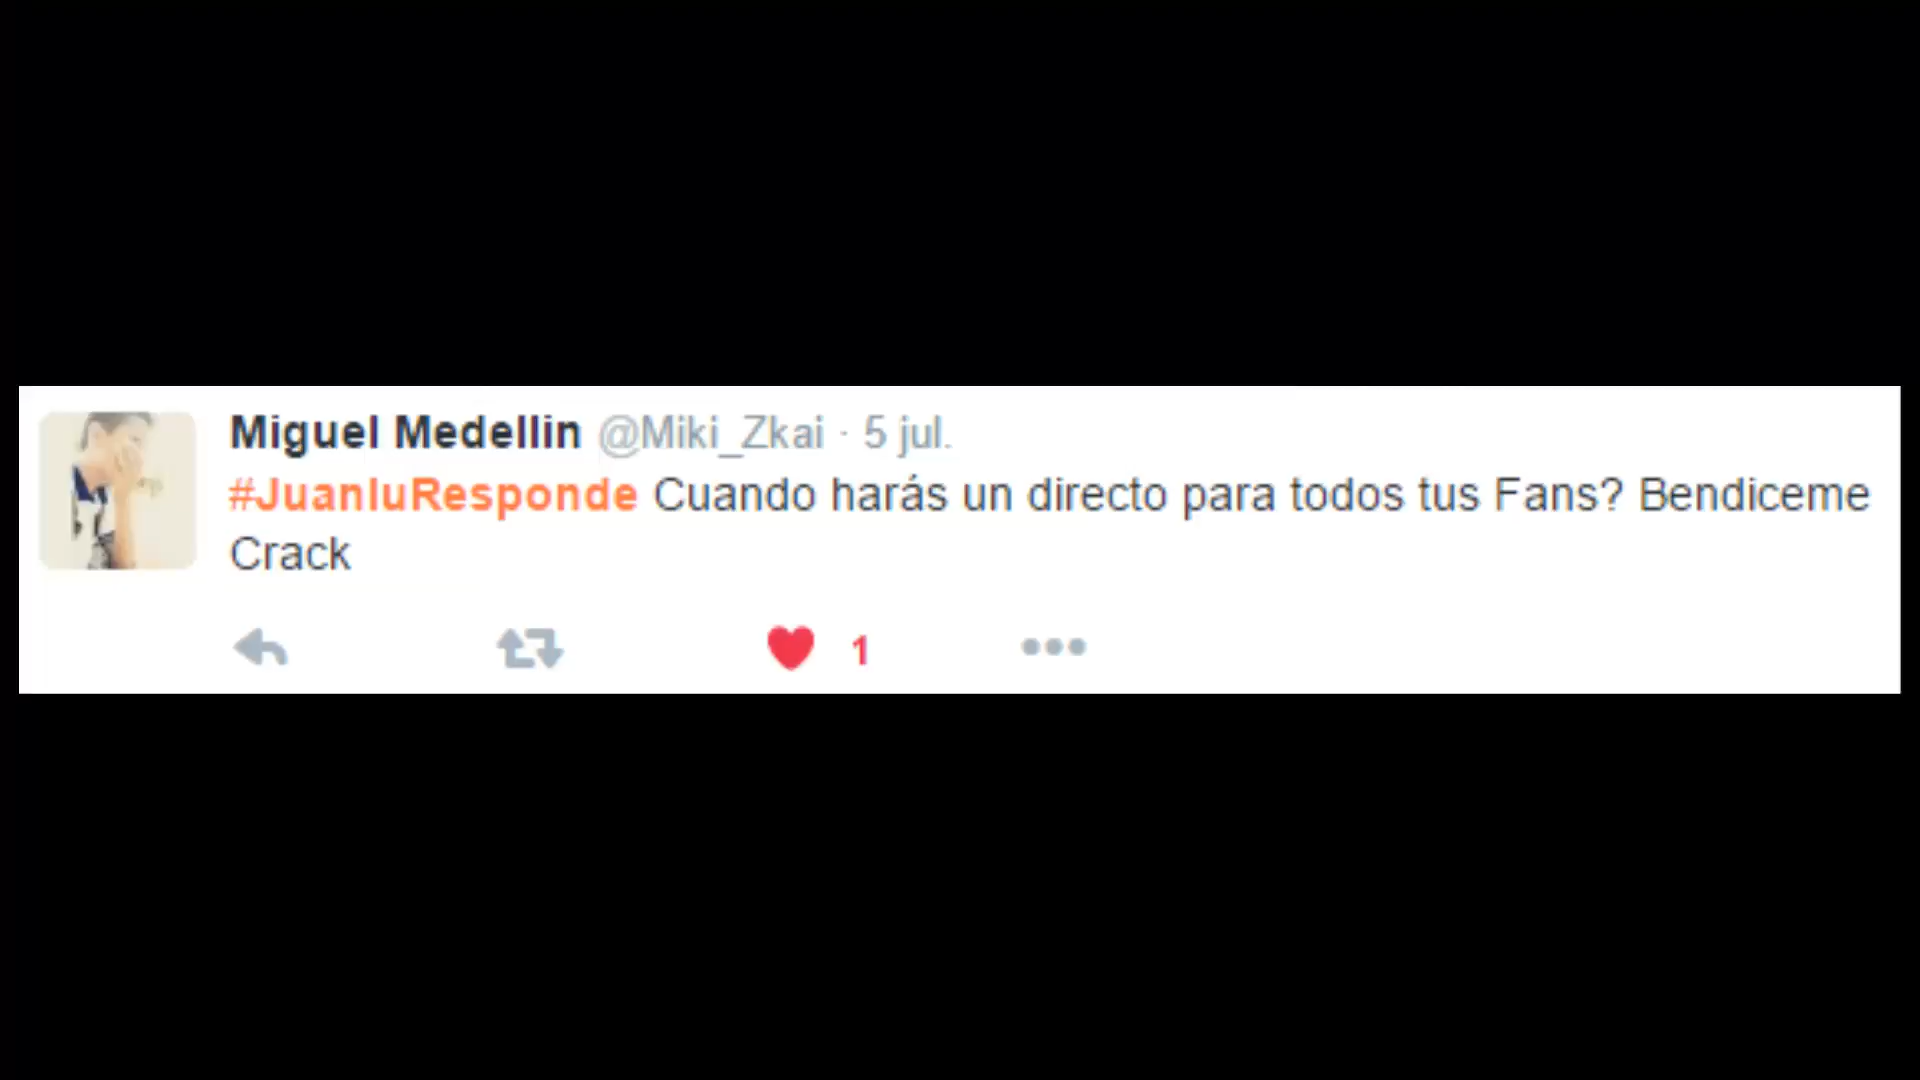 Miguel Medellin @Miki_Zkai · 5 jul.
#JuanluResponde Cuando harás un directo para todos tus Fans? Bendiceme
Crack
1